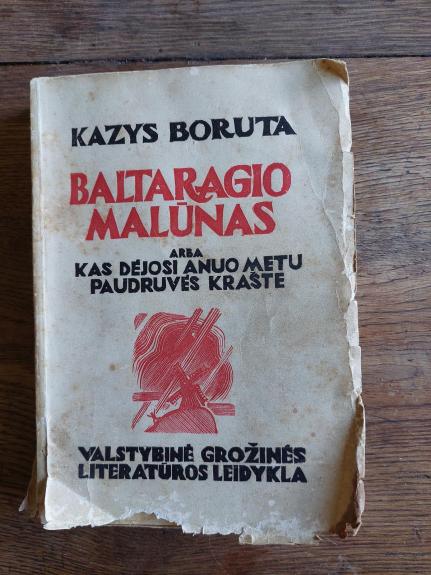 KAZYS BORUTA
BALTARAGIO
MALŪNAS
ARBA
KAS DĖJOSI ANUO METU
PAUDRUVĖS KRAŠTE
VALSTYBINĖ GROŽINĖS
LITERATŪROS LEIDYKLA